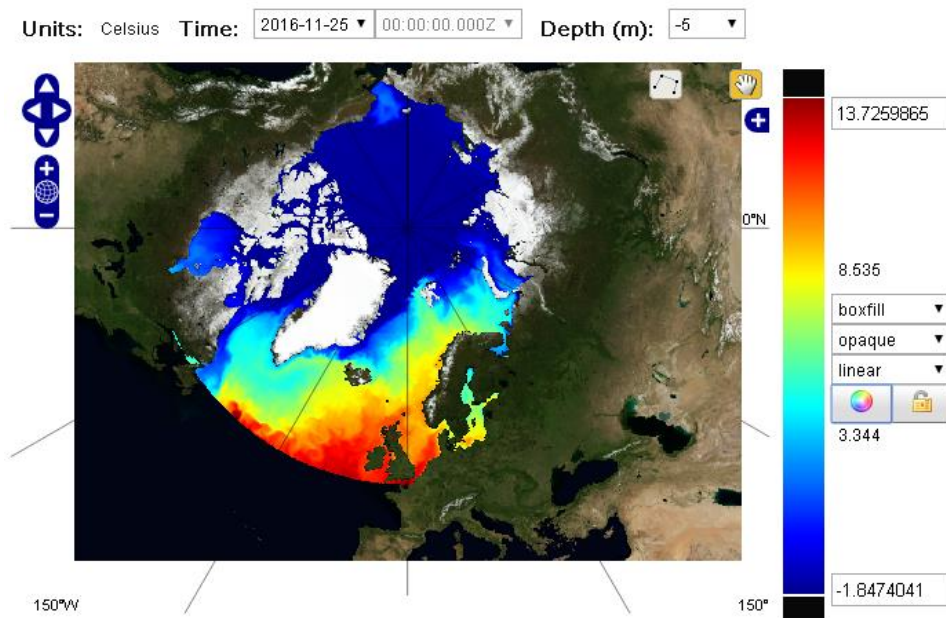 Units: Celsius Time: 2016-11-25 00:00:00.000Z Depth (m): -5
13.7259865
0°N
8.535
boxfill
opaque
linear
3.344
-1.8474041
150°W 150°